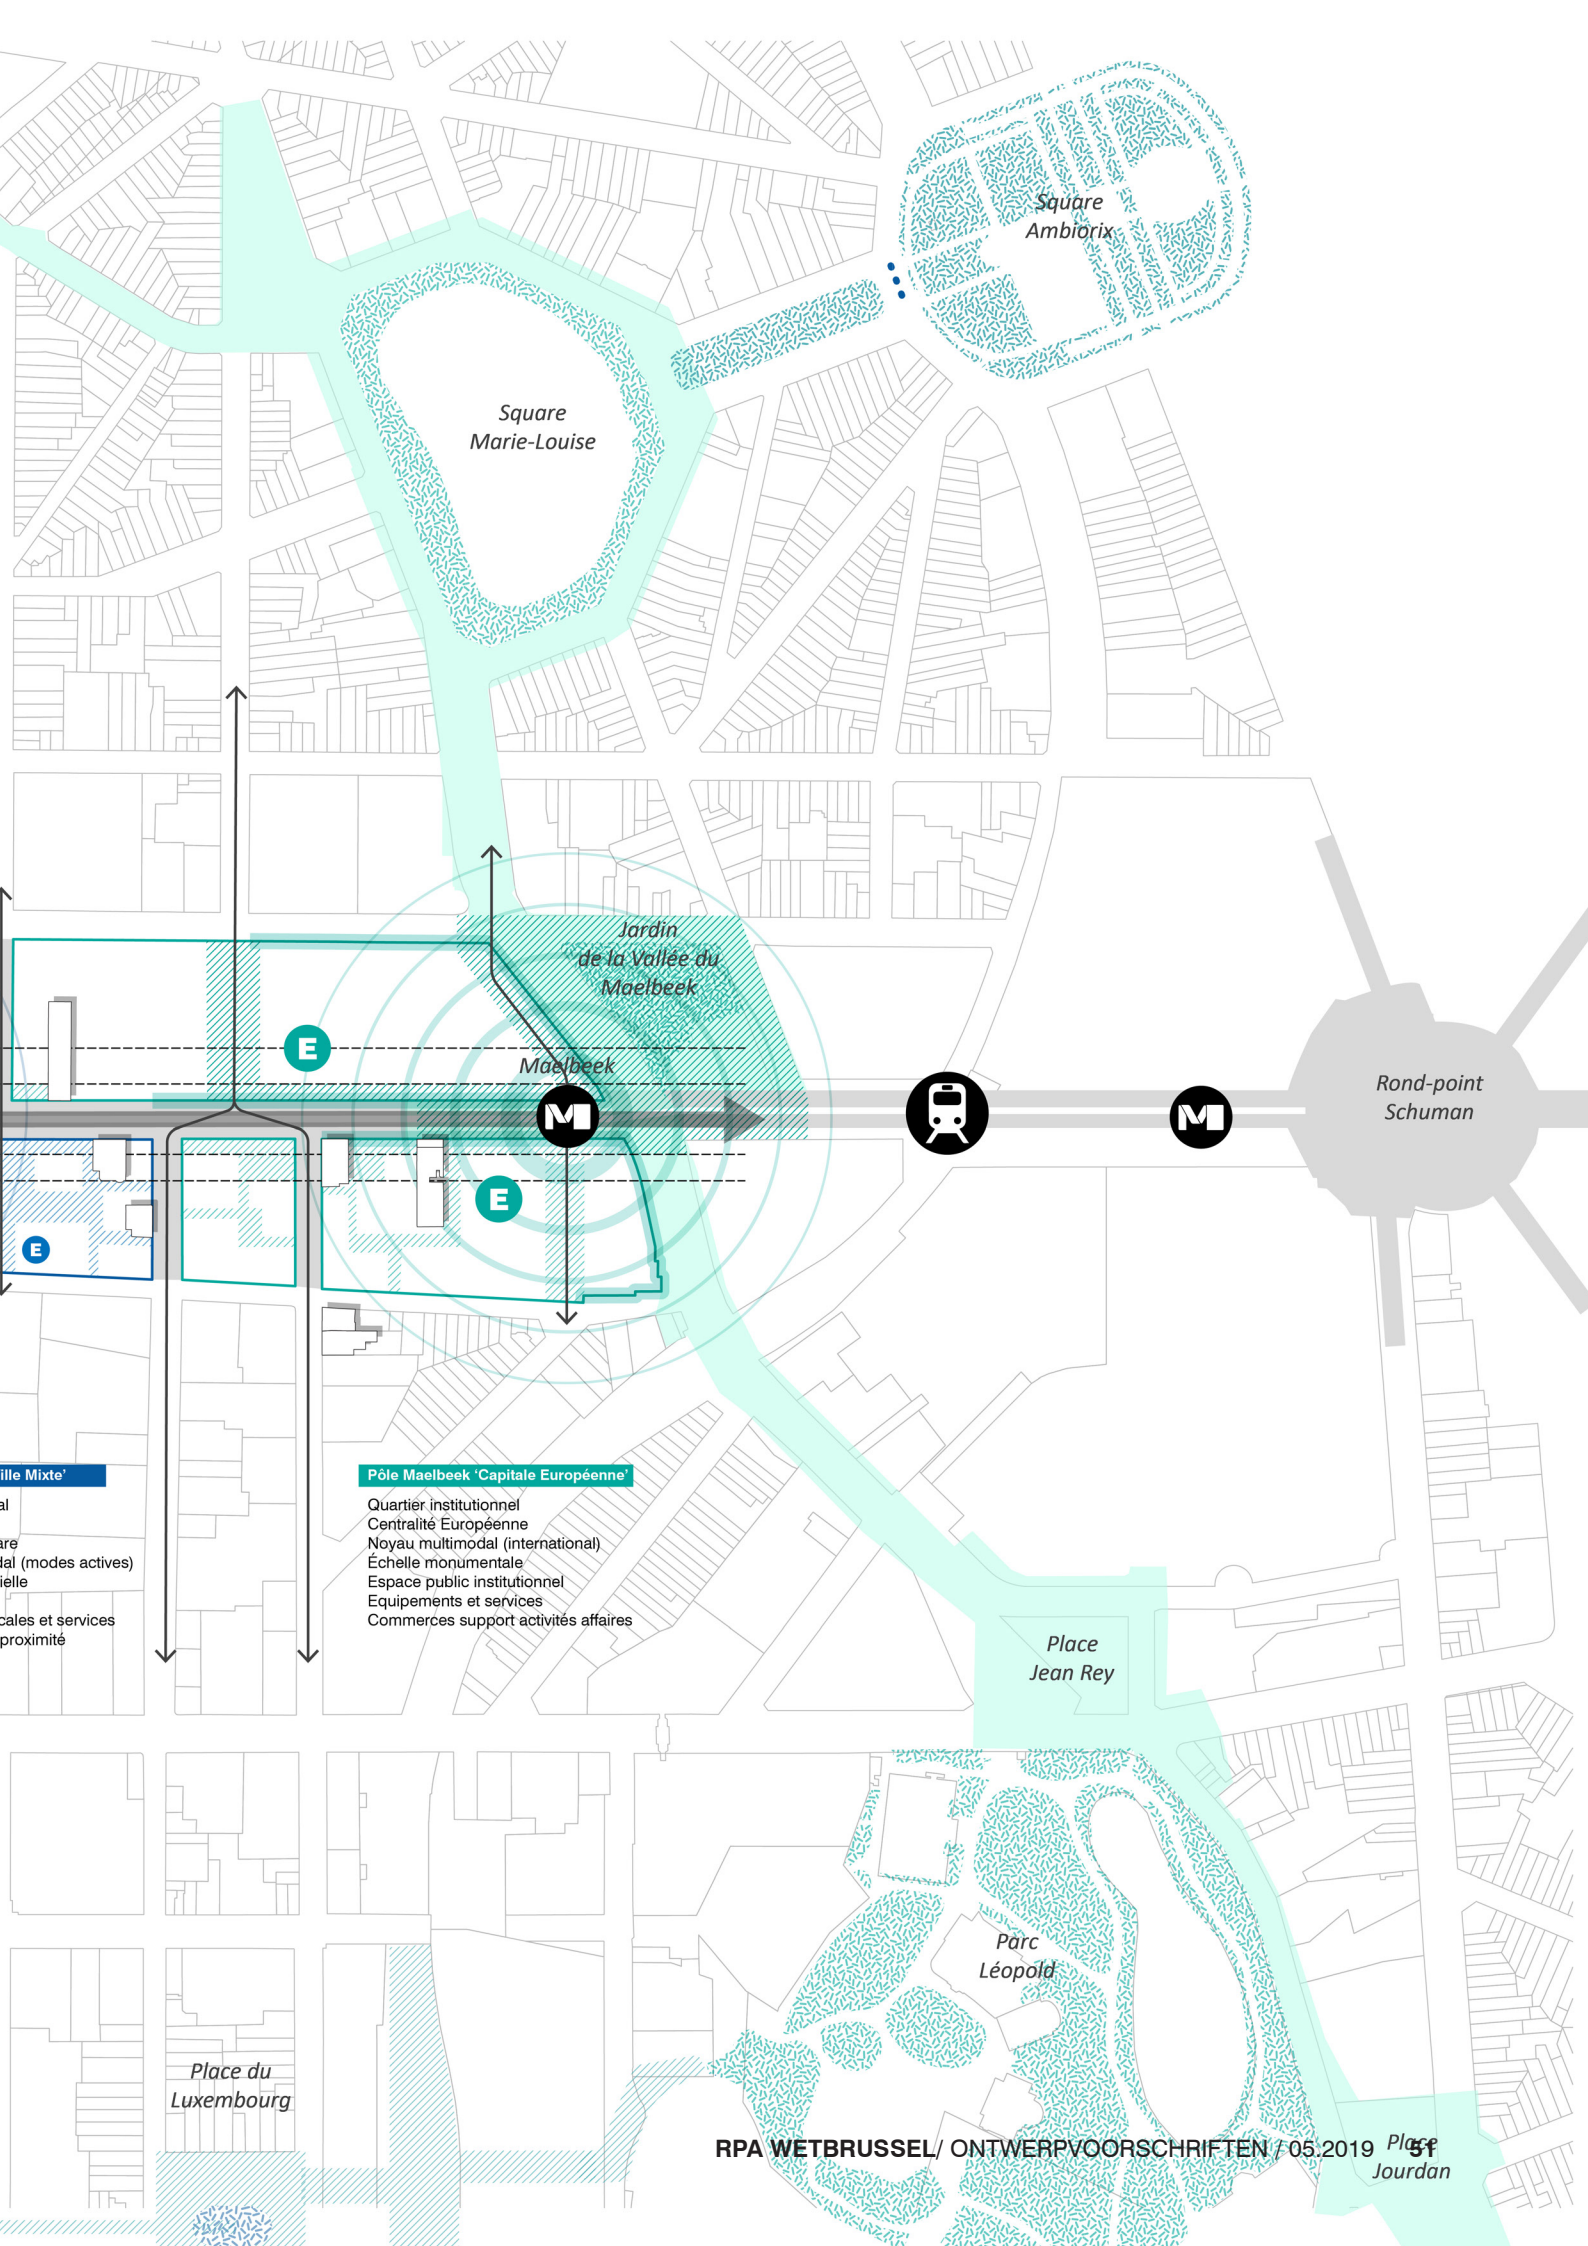 Square
Ambiorix
Square
Marie-Louise
Jardin
de la Vallée du
Maelbeek
E
Maelbeek
M
M
Rond-point
Schuman
E
E
ille Mixte’
al
are
dal (modes actives)
ielle
cales et services
proximité
Pôle Maelbeek ‘Capitale Européenne’
Quartier institutionnel
Centralité Européenne
Noyau multimodal (international)
Échelle monumentale
Espace public institutionnel
Equipements et services
Commerces support activités affaires
Place
Jean Rey
Parc
Léopold
Place du
Luxembourg
Place
Jourdan
RPA WETBRUSSEL/ ONTWERPVOORSCHRIFTEN / 05.2019 51